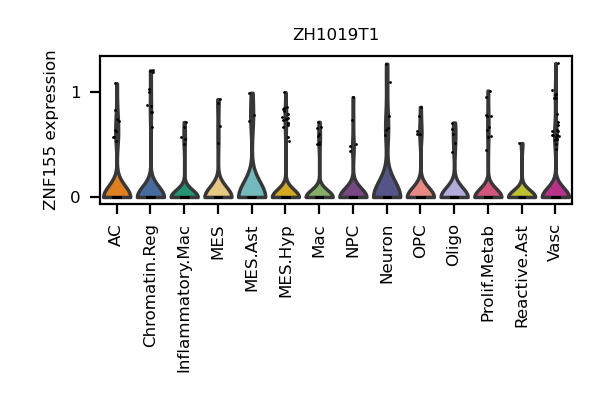 ZH1019T1
ZNF155 expression
1
0
AC
Chromatin.Reg
Inflammatory.Mac
MES
MES.Ast
MES.Hyp
Mac
NPC
Neuron
OPC
Oligo
Prolif.Metab
Reactive.Ast
Vasc